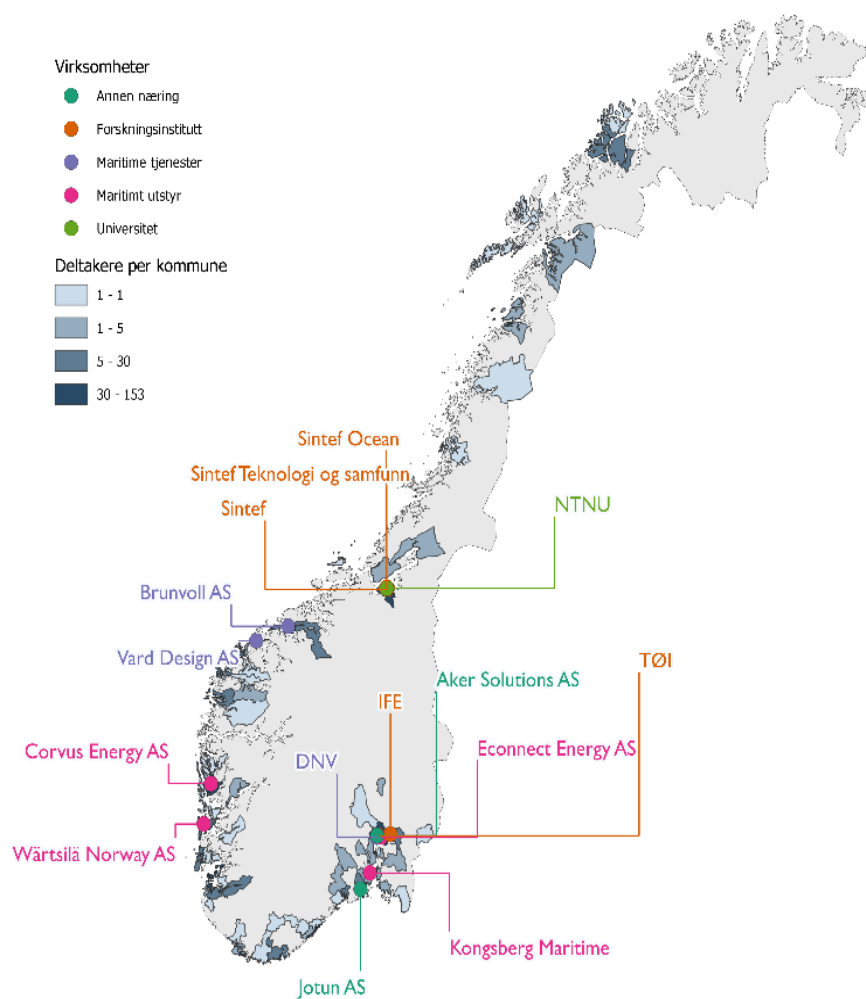 Virksomheter
Annen næring
Forskningsinstitutt
Maritime tjenester
Maritimt utstyr
Universitet
Deltakere per kommune
1 - 1
1 - 5
5 - 30
30 - 153
Sintef Ocean
Sintef Teknologi og samfunn
Sintef
NTNU
Brunvoll AS
Vard Design AS
TØI
Aker Solutions AS
IFE
Econnect Energy AS
Corvus Energy AS
DNV
Wärtsilä Norway AS
Kongsberg Maritime
Jotun AS